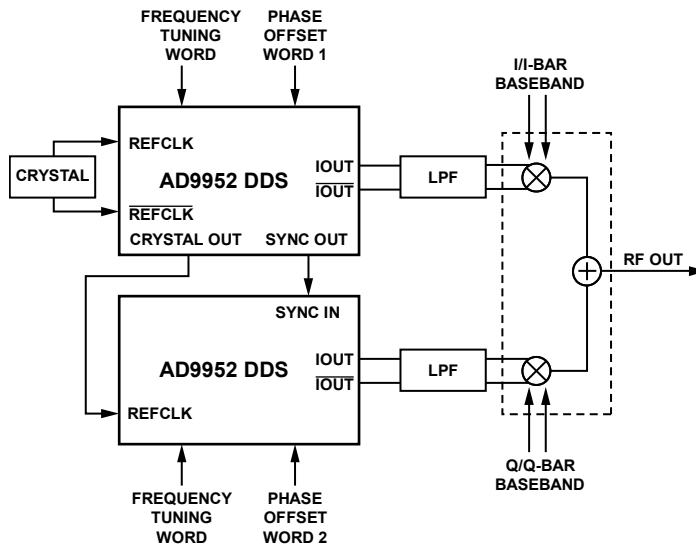 FREQUENCY
TUNING
WORD
PHASE
OFFSET
WORD 1
I/I-BAR
BASEBAND
CRYSTAL
REFCLK
AD9952 DDS
REFCLK
IOUT
IOUT
CRYSTAL OUT
SYNC OUT
LPF
RF OUT
SYNC IN
AD9952 DDS
REFCLK
IOUT
IOUT
LPF
FREQUENCY
TUNING
WORD
PHASE
OFFSET
WORD 2
Q/Q-BAR
BASEBAND